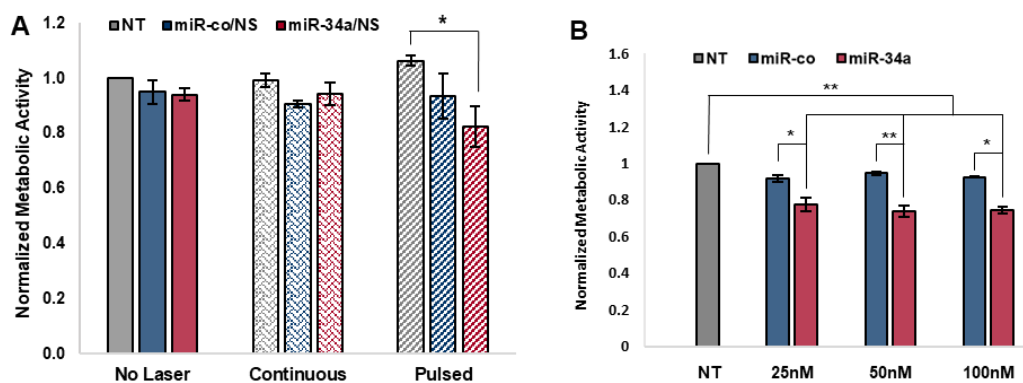 A
NT miR-co/NS miR-34a/NS
Normalized Metabolic Activity
1.2
1.0
0.8
0.6
0.4
0.2
0.0
*
No Laser Continuous Pulsed
B
NT miR-co miR-34a
Normalized Metabolic Activity
1.6
1.4
1.2
1
0.8
0.6
0.4
0.2
0
**
* ** *
NT 25nM 50nM 100nM